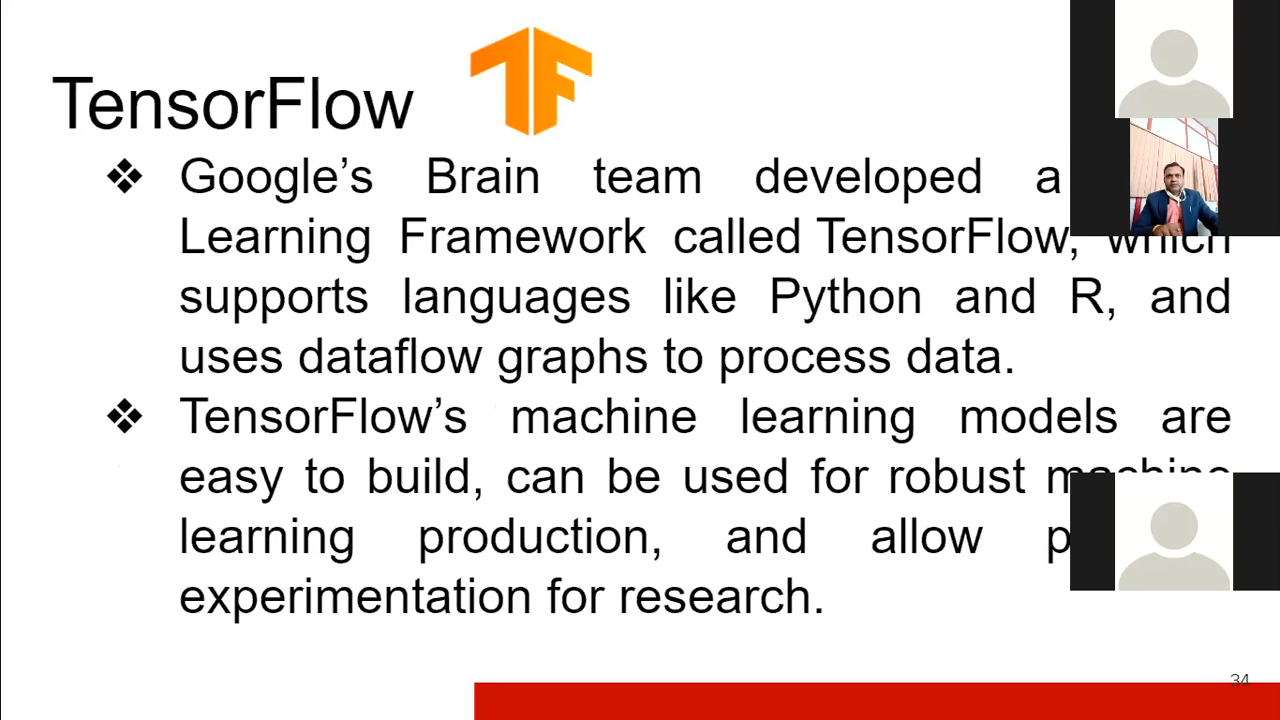 TensorFlow
❖ Google’s Brain team developed a
Learning Framework called TensorFlow, which
supports languages like Python and R, and
uses dataflow graphs to process data.
❖ TensorFlow’s machine learning models are
easy to build, can be used for robust machine
learning production, and allow
experimentation for research.
34